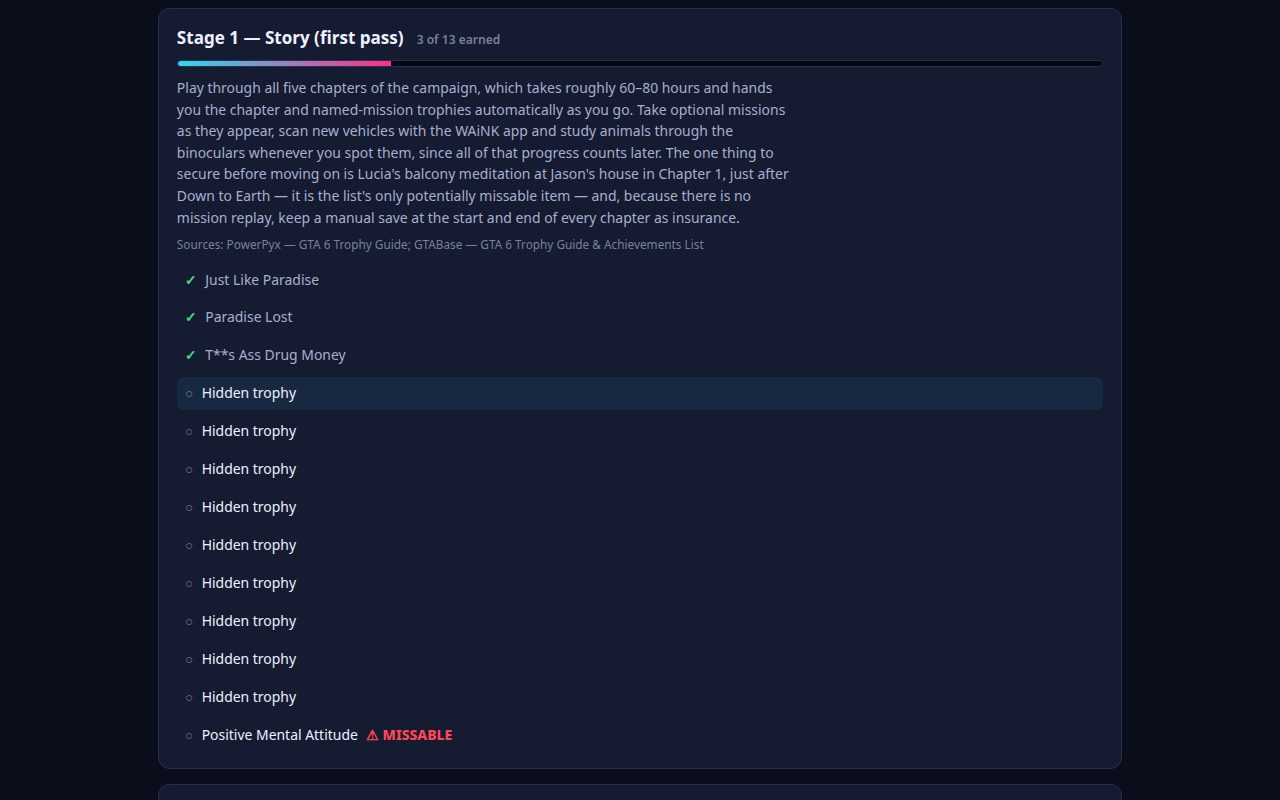 Stage 1 — Story (first pass) 3 of 13 earned
Play through all five chapters of the campaign, which takes roughly 60–80 hours and hands
you the chapter and named-mission trophies automatically as you go. Take optional missions
as they appear, scan new vehicles with the WAiNK app and study animals through the
binoculars whenever you spot them, since all of that progress counts later. The one thing to
secure before moving on is Lucia's balcony meditation at Jason's house in Chapter 1, just after
Down to Earth — it is the list's only potentially missable item — and, because there is no
mission replay, keep a manual save at the start and end of every chapter as insurance.
Sources: PowerPyx — GTA 6 Trophy Guide; GTABase — GTA 6 Trophy Guide & Achievements List
✓ Just Like Paradise
✓ Paradise Lost
✓ T**s Ass Drug Money
○ Hidden trophy
○ Hidden trophy
○ Hidden trophy
○ Hidden trophy
○ Hidden trophy
○ Hidden trophy
○ Hidden trophy
○ Hidden trophy
○ Hidden trophy
○ Positive Mental Attitude ⚠ MISSABLE